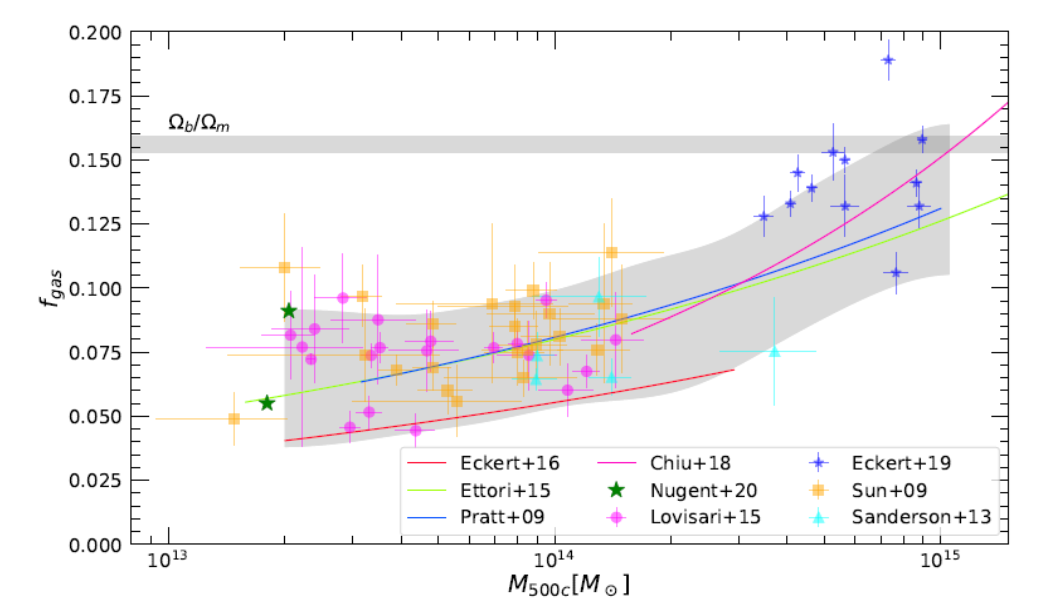 0.200
0.175
Ω_b/Ω_m
0.150
0.125
f_gas
0.100
0.075
0.050
0.025
0.000
Eckert+16
Chiu+18
Eckert+19
Ettori+15
Nugent+20
Sun+09
Pratt+09
Lovisari+15
Sanderson+13
10^13
10^14
10^15
M_500c[M_⊙]